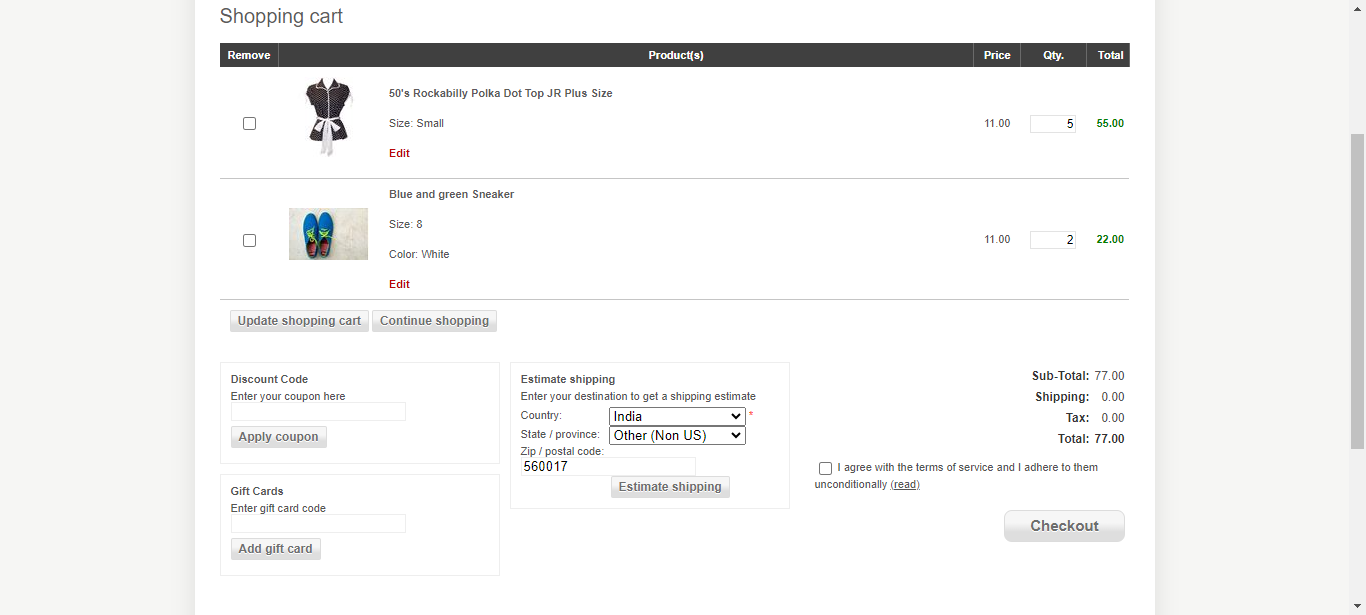 Shopping cart
Remove Product(s) Price Qty. Total
50's Rockabilly Polka Dot Top JR Plus Size
Size: Small 11.00 5 55.00
Edit
Blue and green Sneaker
Size: 8
11.00 2 22.00
Color: White
Edit
Update shopping cart Continue shopping
Discount Code
Enter your coupon here
Apply coupon
Gift Cards
Enter gift card code
Add gift card
Estimate shipping
Enter your destination to get a shipping estimate
Country: India *
State / province: Other (Non US)
Zip / postal code:
560017
Estimate shipping
Sub-Total: 77.00
Shipping: 0.00
Tax: 0.00
Total: 77.00
I agree with the terms of service and I adhere to them
unconditionally (read)
Checkout